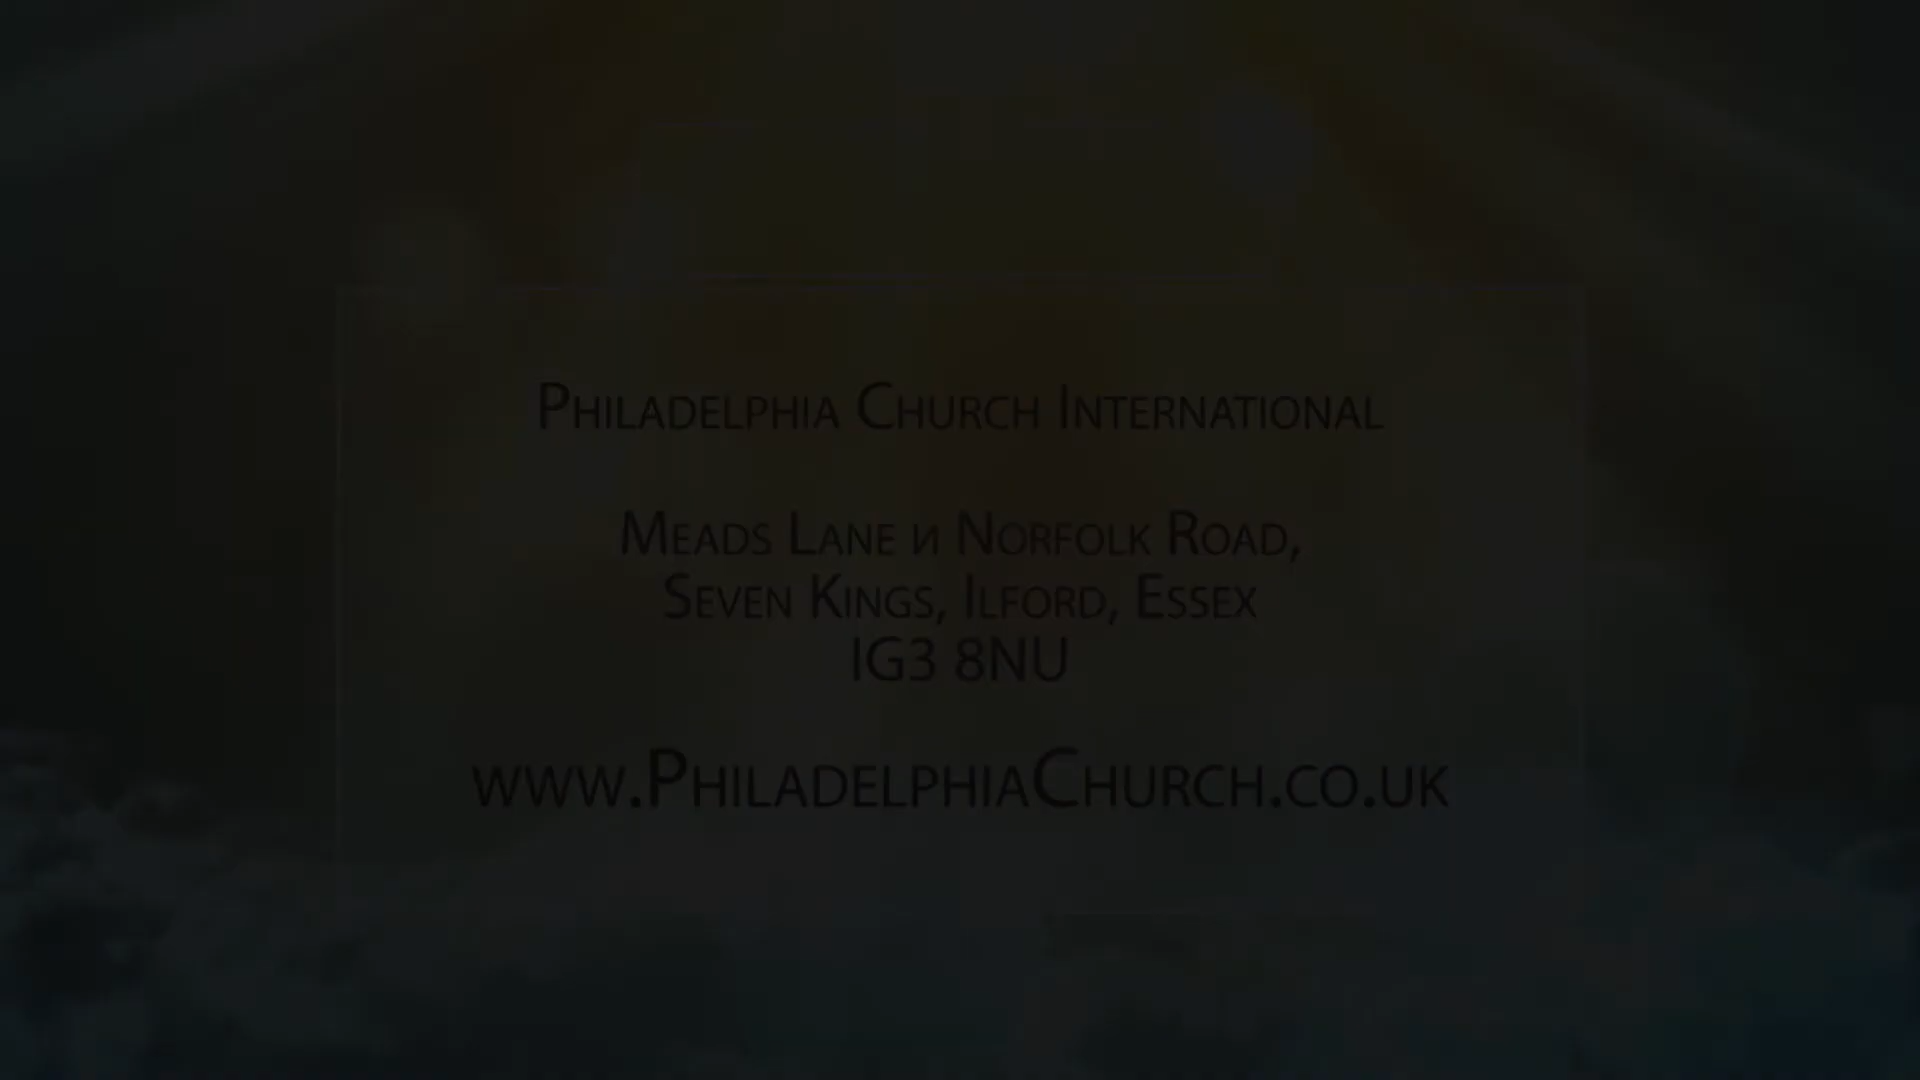 Philadelphia Church International
Meads Lane и Norfolk Road,
Seven Kings, Ilford, Essex
IG3 8NU
www.PhiladelphiaChurch.co.uk